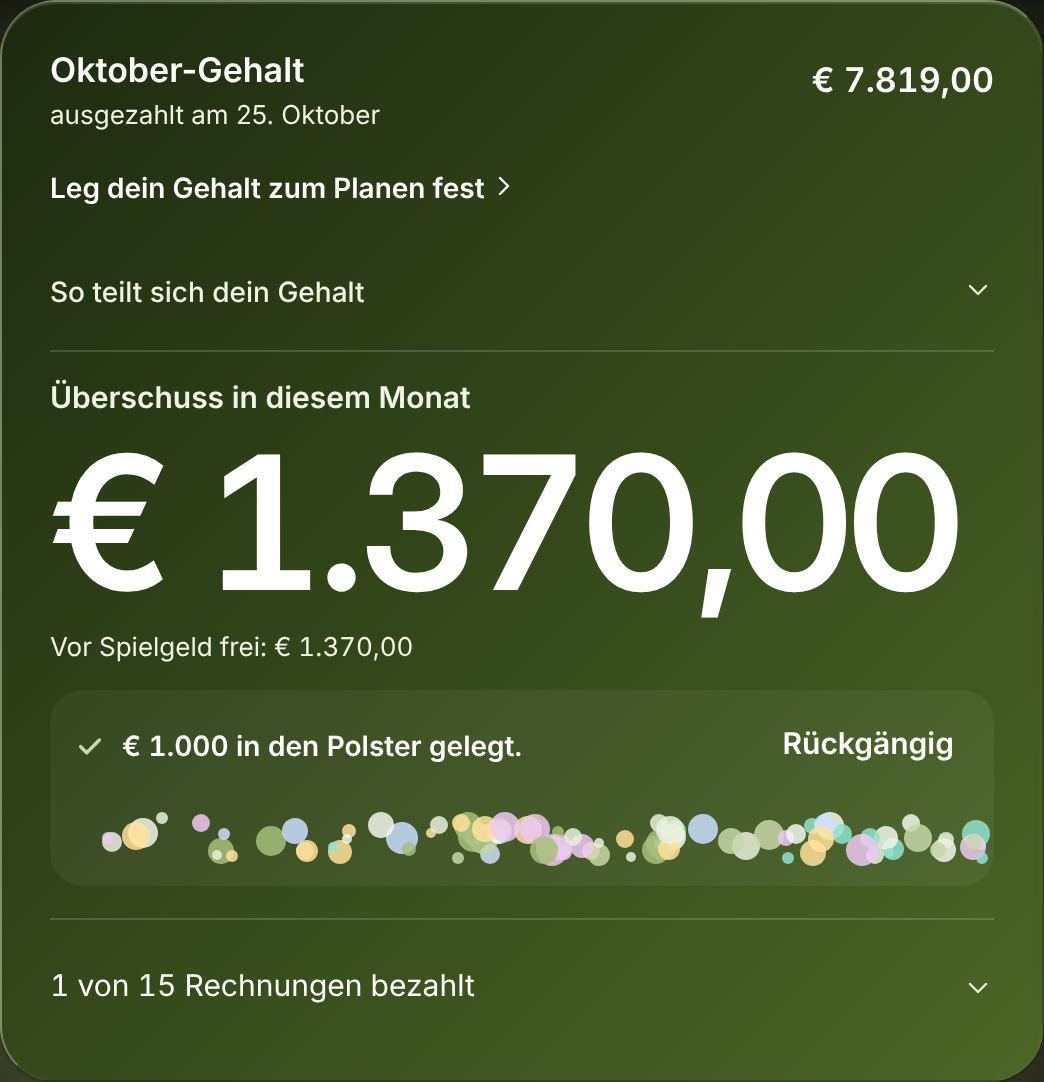 Oktober-Gehalt
€ 7.819,00
ausgezahlt am 25. Oktober
Leg dein Gehalt zum Planen fest
So teilt sich dein Gehalt
Überschuss in diesem Monat
€ 1.370,00
Vor Spielgeld frei: € 1.370,00
€ 1.000 in den Polster gelegt.
Rückgängig
1 von 15 Rechnungen bezahlt